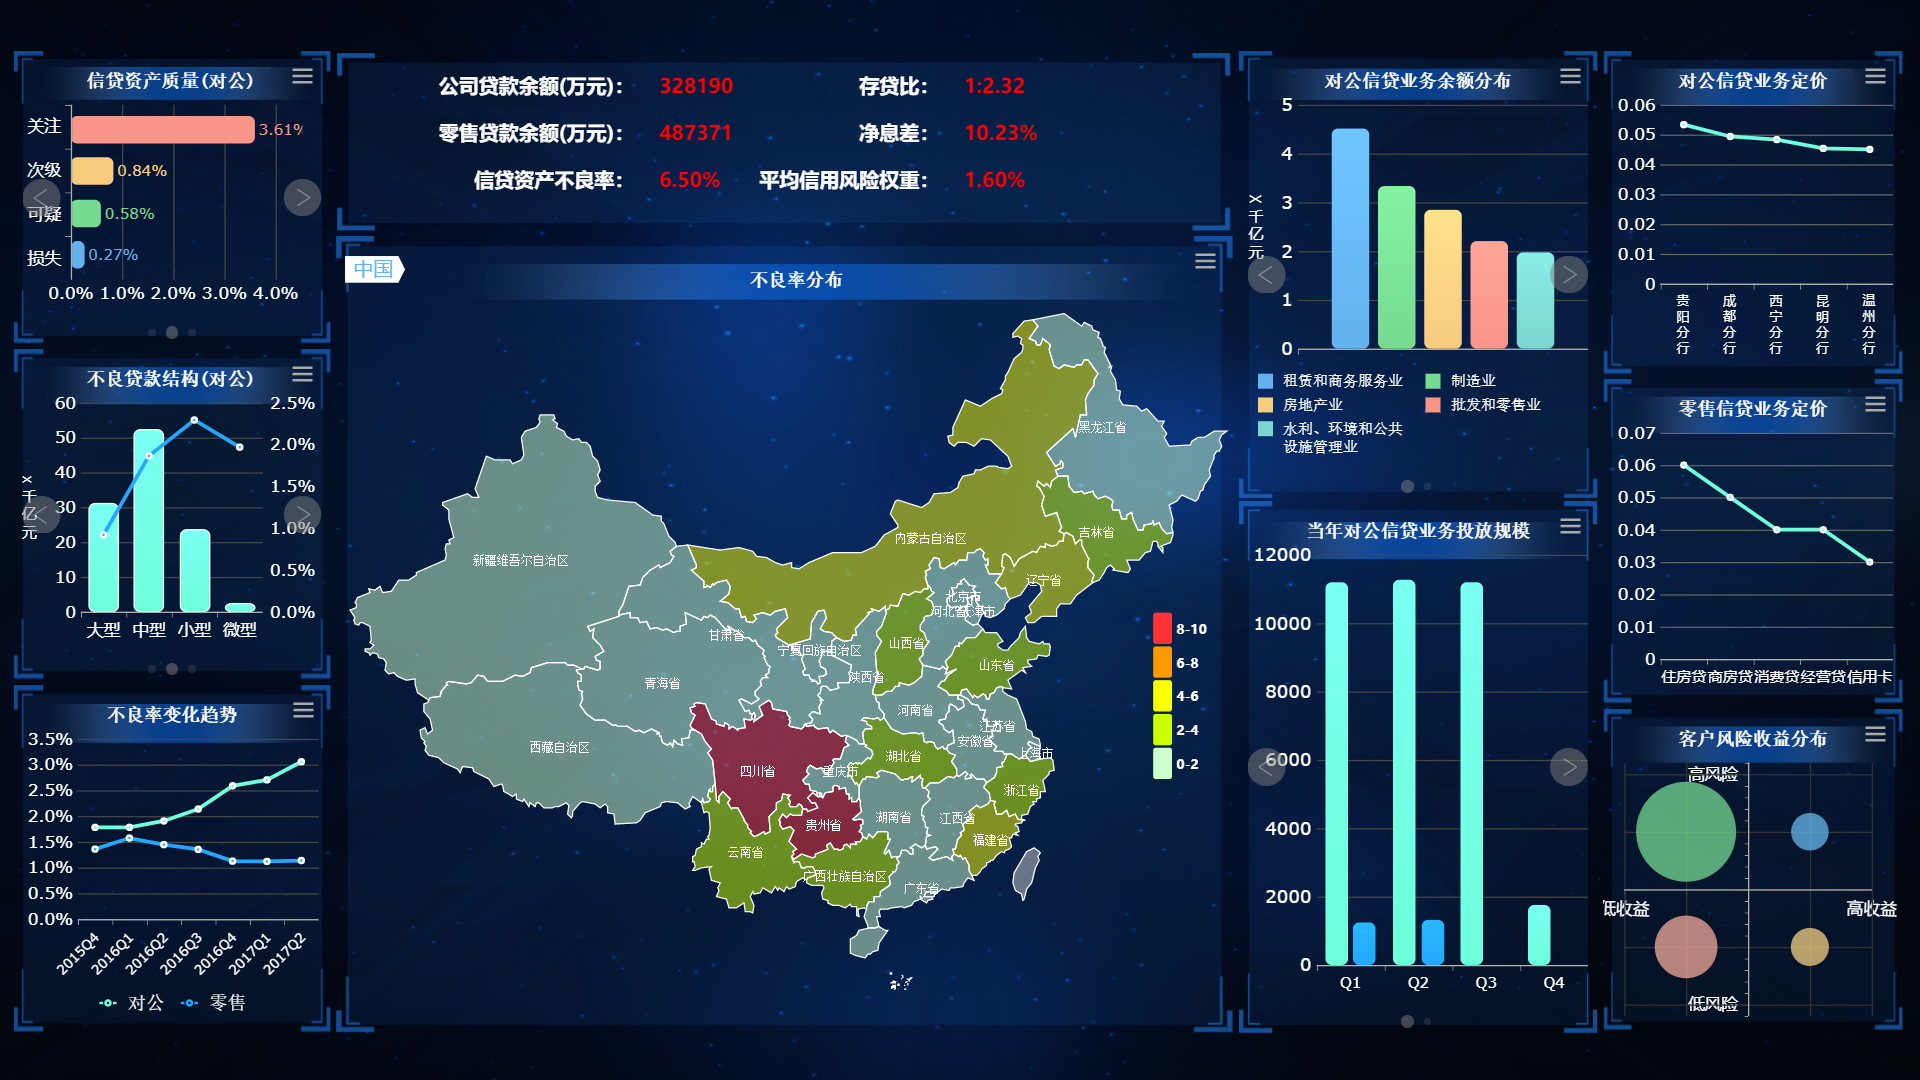 信贷资产质量(对公)
关注
3.61%
次级
0.84%
可疑
0.58%
损失
0.27%
0.0% 1.0% 2.0% 3.0% 4.0%
不良贷款结构(对公)
60
50
40
30
20
10
0
2.5%
2.0%
1.5%
1.0%
0.5%
0.0%
x千亿元
大型 中型 小型 微型
不良率变化趋势
3.5%
3.0%
2.5%
2.0%
1.5%
1.0%
0.5%
0.0%
2015Q4 2016Q1 2016Q2 2016Q3 2016Q4 2017Q1 2017Q2
对公 零售
公司贷款余额(万元): 328190 存贷比: 1:2.32
零售贷款余额(万元): 487371 净息差: 10.23%
信贷资产不良率: 6.50% 平均信用风险权重: 1.60%
中国
不良率分布
黑龙江省
内蒙古自治区
吉林省
新疆维吾尔自治区
辽宁省
北京市
河北省
天津市
甘肃省
山西省
宁夏回族自治区
山东省
陕西省
青海省
河南省
江苏省
安徽省
西藏自治区
上海市
湖北省
四川省
重庆市
浙江省
湖南省
江西省
贵州省
福建省
云南省
广西壮族自治区
广东省
8-10
6-8
4-6
2-4
0-2
对公信贷业务余额分布
5
4
3
2
1
0
x千亿元
租赁和商务服务业 制造业
房地产业 批发和零售业
水利、环境和公共
设施管理业
当年对公信贷业务投放规模
12000
10000
8000
6000
4000
2000
0
Q1 Q2 Q3 Q4
对公信贷业务定价
0.06
0.05
0.04
0.03
0.02
0.01
0
贵阳分行 成都分行 西宁分行 昆明分行 温州分行
零售信贷业务定价
0.07
0.06
0.05
0.04
0.03
0.02
0.01
0
住房贷 商房贷 消费贷 经营贷 信用卡
客户风险收益分布
高风险
低收益 高收益
低风险